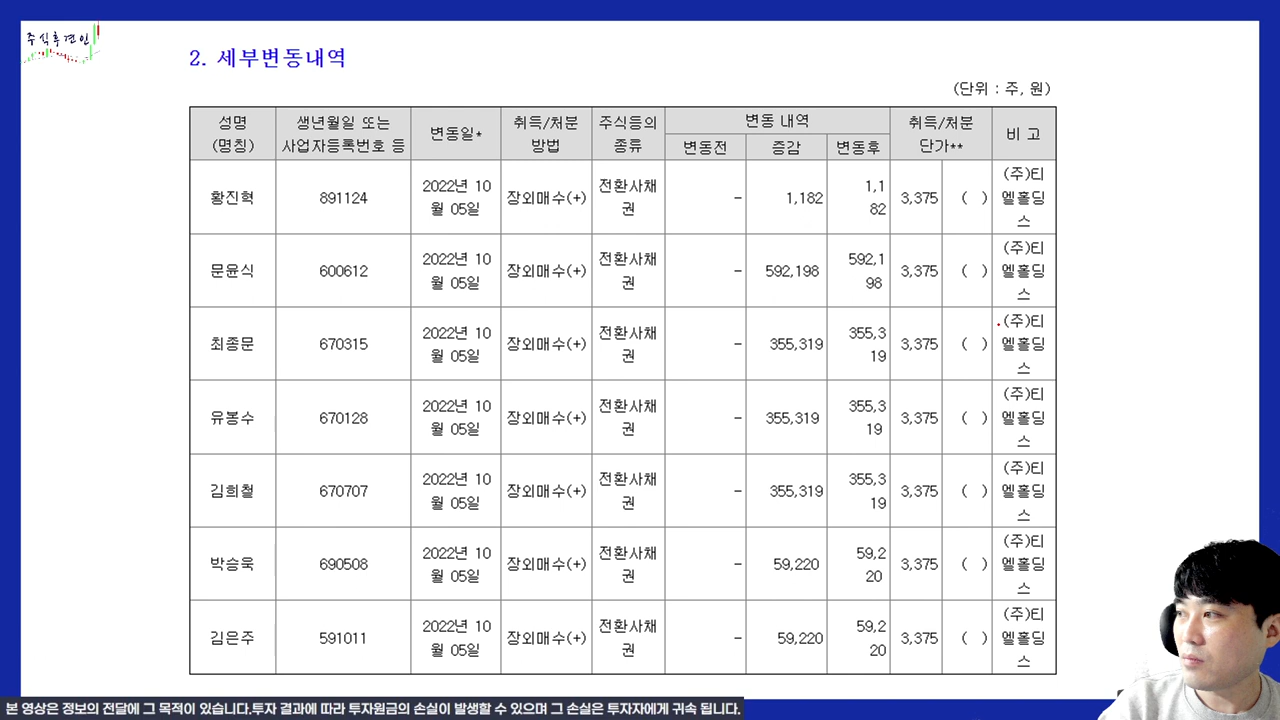 주식후견인
2. 세부변동내역
(단위 : 주, 원)
성명
(명칭)
생년월일 또는
사업자등록번호 등
변동일*
취득/처분
방법
주식등의
종류
변동 내역
변동전
증감
변동후
취득/처분
단가**
비 고
황진혁
891124
2022년 10
월 05일
장외매수(+)
전환사채
권
-
1,182
1,1
82
3,375
( )
(주)티
엘홀딩
스
문윤식
600612
2022년 10
월 05일
장외매수(+)
전환사채
권
-
592,198
592,1
98
3,375
( )
(주)티
엘홀딩
스
최종문
670315
2022년 10
월 05일
장외매수(+)
전환사채
권
-
355,319
355,3
19
3,375
( )
(주)티
엘홀딩
스
유봉수
670128
2022년 10
월 05일
장외매수(+)
전환사채
권
-
355,319
355,3
19
3,375
( )
(주)티
엘홀딩
스
김희철
670707
2022년 10
월 05일
장외매수(+)
전환사채
권
-
355,319
355,3
19
3,375
( )
(주)티
엘홀딩
스
박승욱
690508
2022년 10
월 05일
장외매수(+)
전환사채
권
-
59,220
59,2
20
3,375
( )
(주)티
엘홀딩
스
김은주
591011
2022년 10
월 05일
장외매수(+)
전환사채
권
-
59,220
59,2
20
3,375
( )
(주)티
엘홀딩
스
본 영상은 정보의 전달에 그 목적이 있습니다.투자 결과에 따라 투자원금의 손실이 발생할 수 있으며 그 손실은 투자자에게 귀속 됩니다.